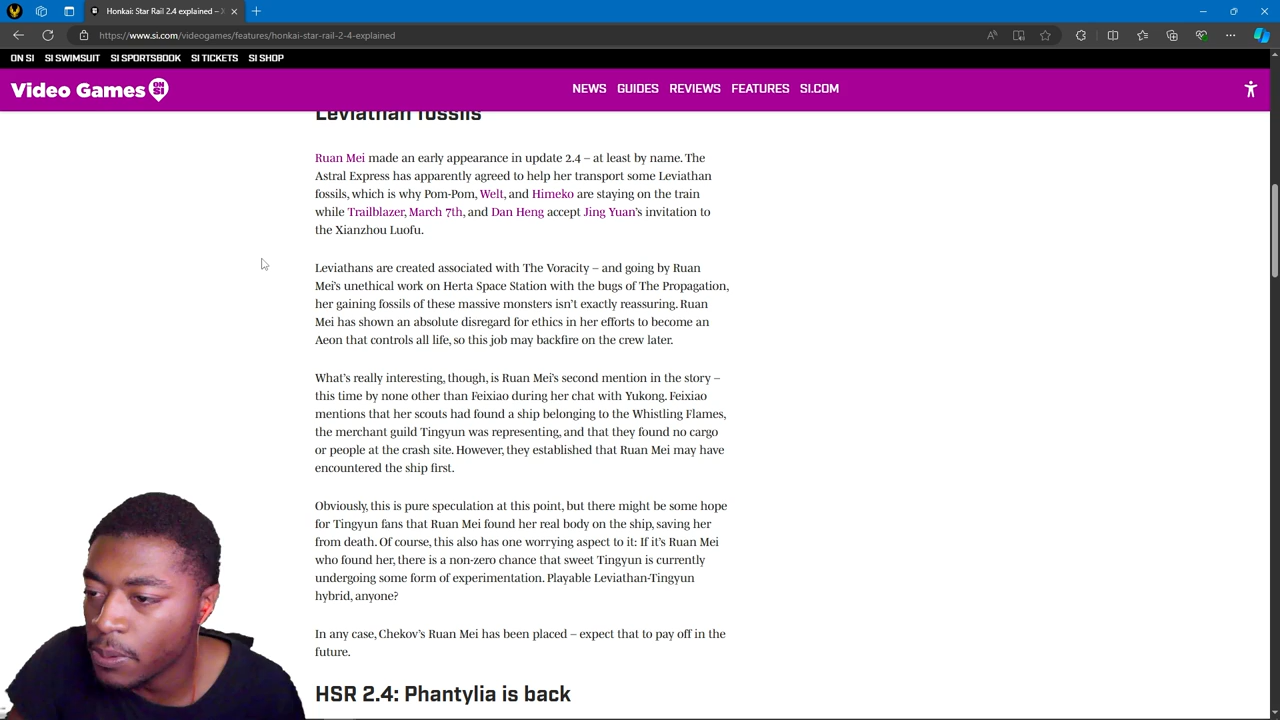 Honkai: Star Rail 2.4 explained –
https://www.si.com/videogames/features/honkai-star-rail-2-4-explained
ON SI SI SWIMSUIT SI SPORTSBOOK SI TICKETS SI SHOP
Video Games ON SI NEWS GUIDES REVIEWS FEATURES SI.COM
Leviathan fossils
Ruan Mei made an early appearance in update 2.4 – at least by name. The
Astral Express has apparently agreed to help her transport some Leviathan
fossils, which is why Pom-Pom, Welt, and Himeko are staying on the train
while Trailblazer, March 7th, and Dan Heng accept Jing Yuan's invitation to
the Xianzhou Luofu.
Leviathans are created associated with The Voracity – and going by Ruan
Mei's unethical work on Herta Space Station with the bugs of The Propagation,
her gaining fossils of these massive monsters isn't exactly reassuring. Ruan
Mei has shown an absolute disregard for ethics in her efforts to become an
Aeon that controls all life, so this job may backfire on the crew later.
What's really interesting, though, is Ruan Mei's second mention in the story –
this time by none other than Feixiao during her chat with Yukong. Feixiao
mentions that her scouts had found a ship belonging to the Whistling Flames,
the merchant guild Tingyun was representing, and that they found no cargo
or people at the crash site. However, they established that Ruan Mei may have
encountered the ship first.
Obviously, this is pure speculation at this point, but there might be some hope
for Tingyun fans that Ruan Mei found her real body on the ship, saving her
from death. Of course, this also has one worrying aspect to it: If it's Ruan Mei
who found her, there is a non-zero chance that sweet Tingyun is currently
undergoing some form of experimentation. Playable Leviathan-Tingyun
hybrid, anyone?
In any case, Chekov's Ruan Mei has been placed – expect that to pay off in the
future.
HSR 2.4: Phantylia is back